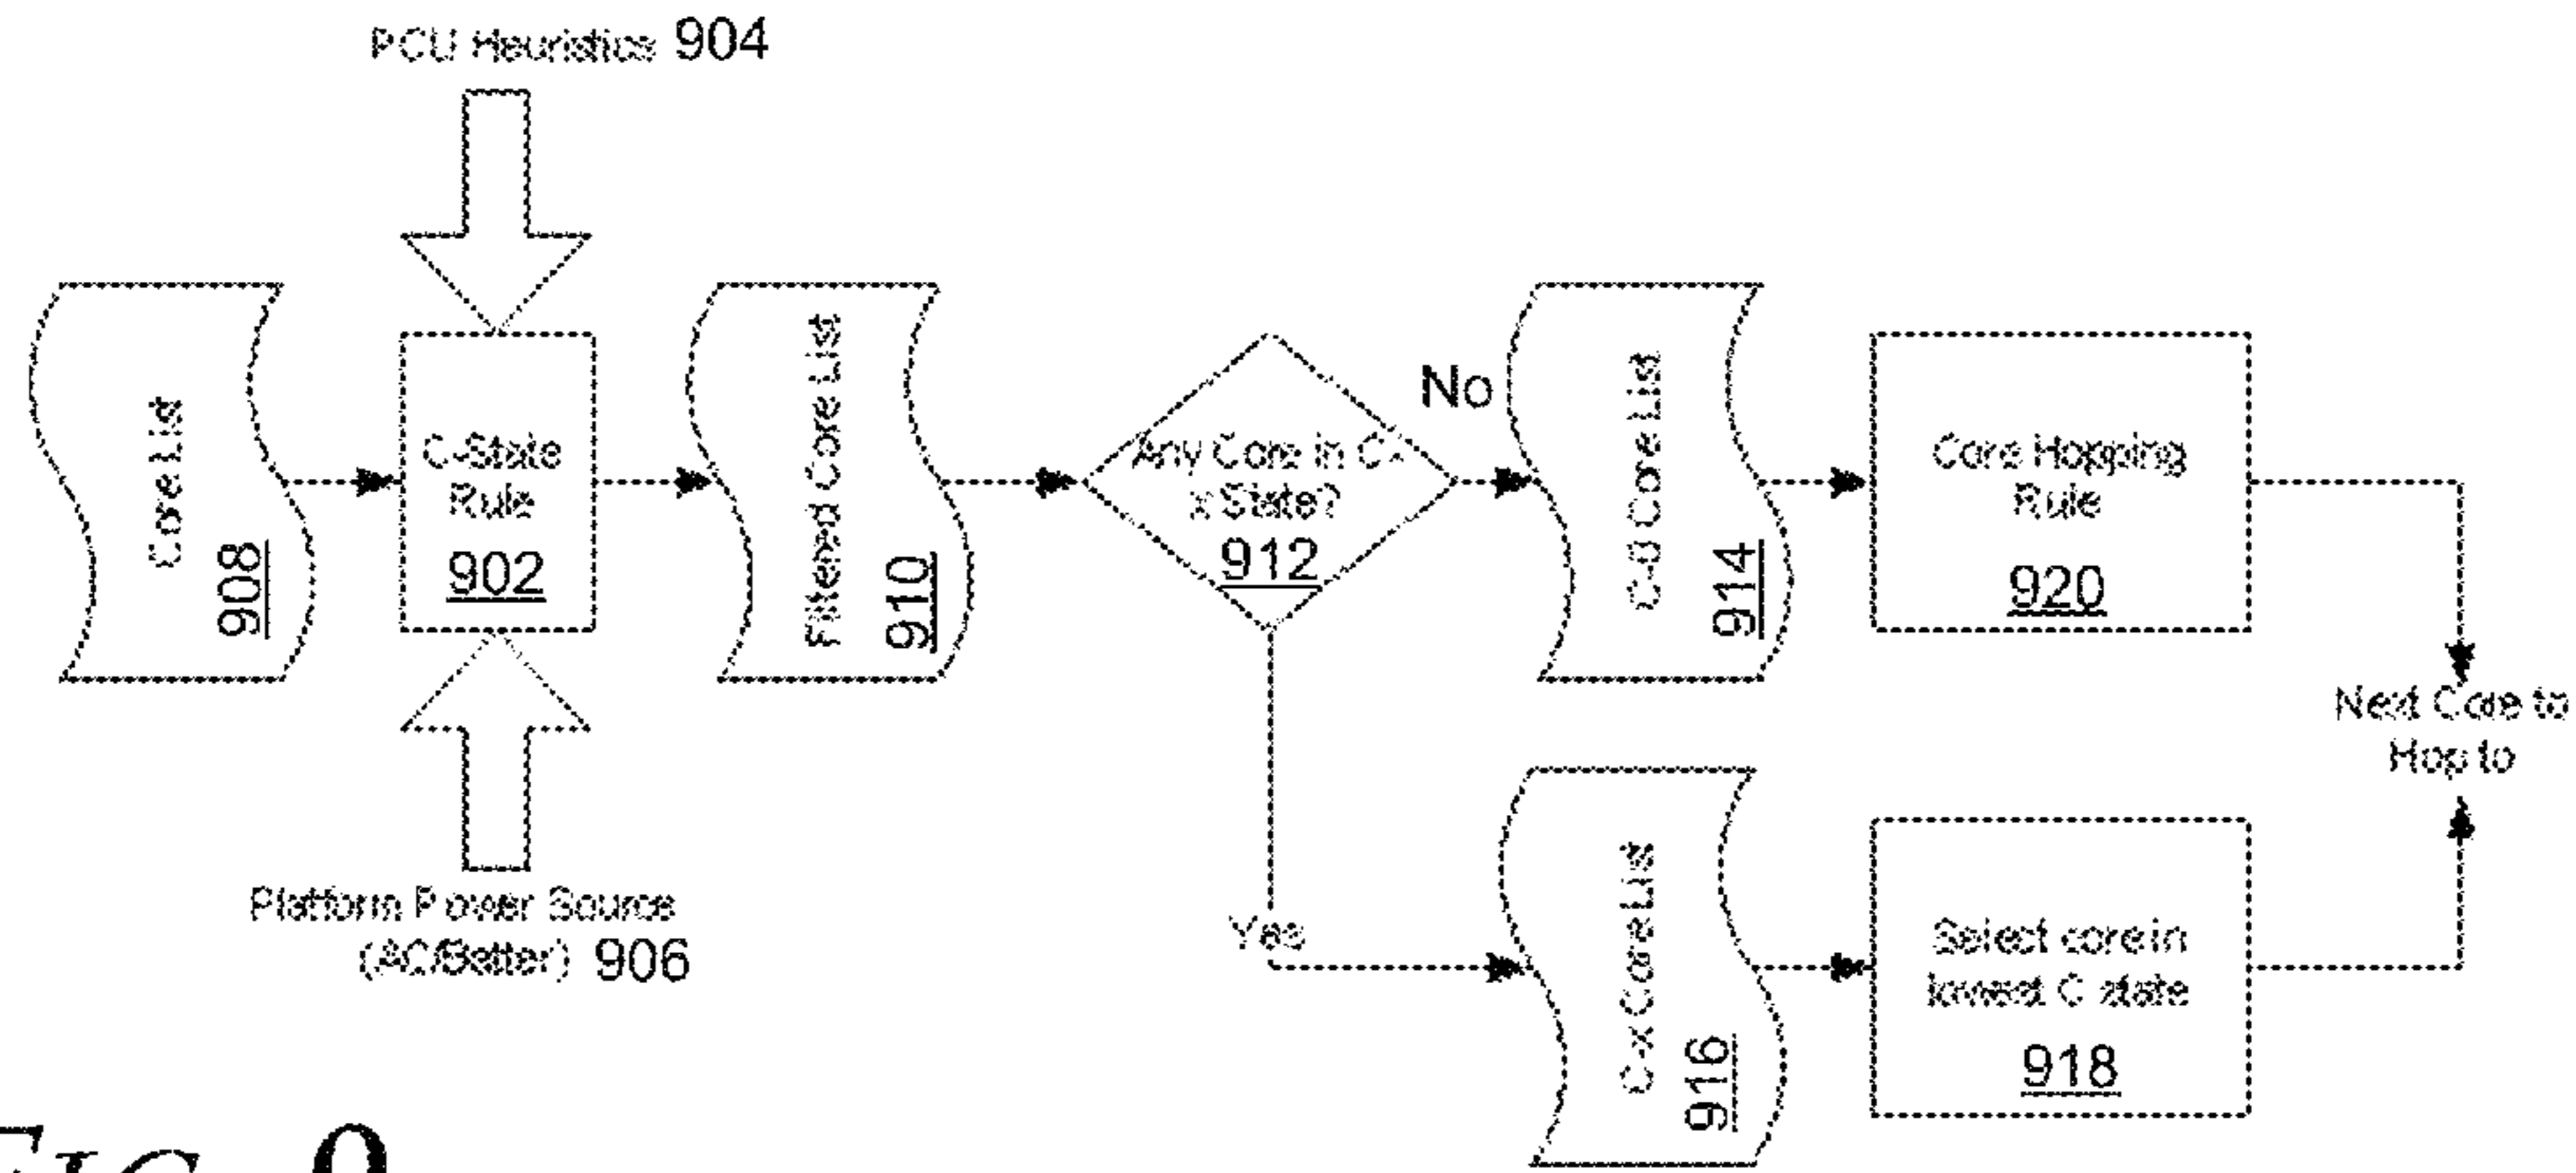 PCU Heuristics 904
Core List
908
C-State
Rule
902
Filtered Core List
910
Any Core in C-
x State?
912
No
C-0 Core List
914
Core Hopping
Rule
920
Next Core to
Hop to
Platform Power Source
(AC/Batter) 906
Yes
C-x Core List
916
Select core in
lowest C state
918
FIG. 9